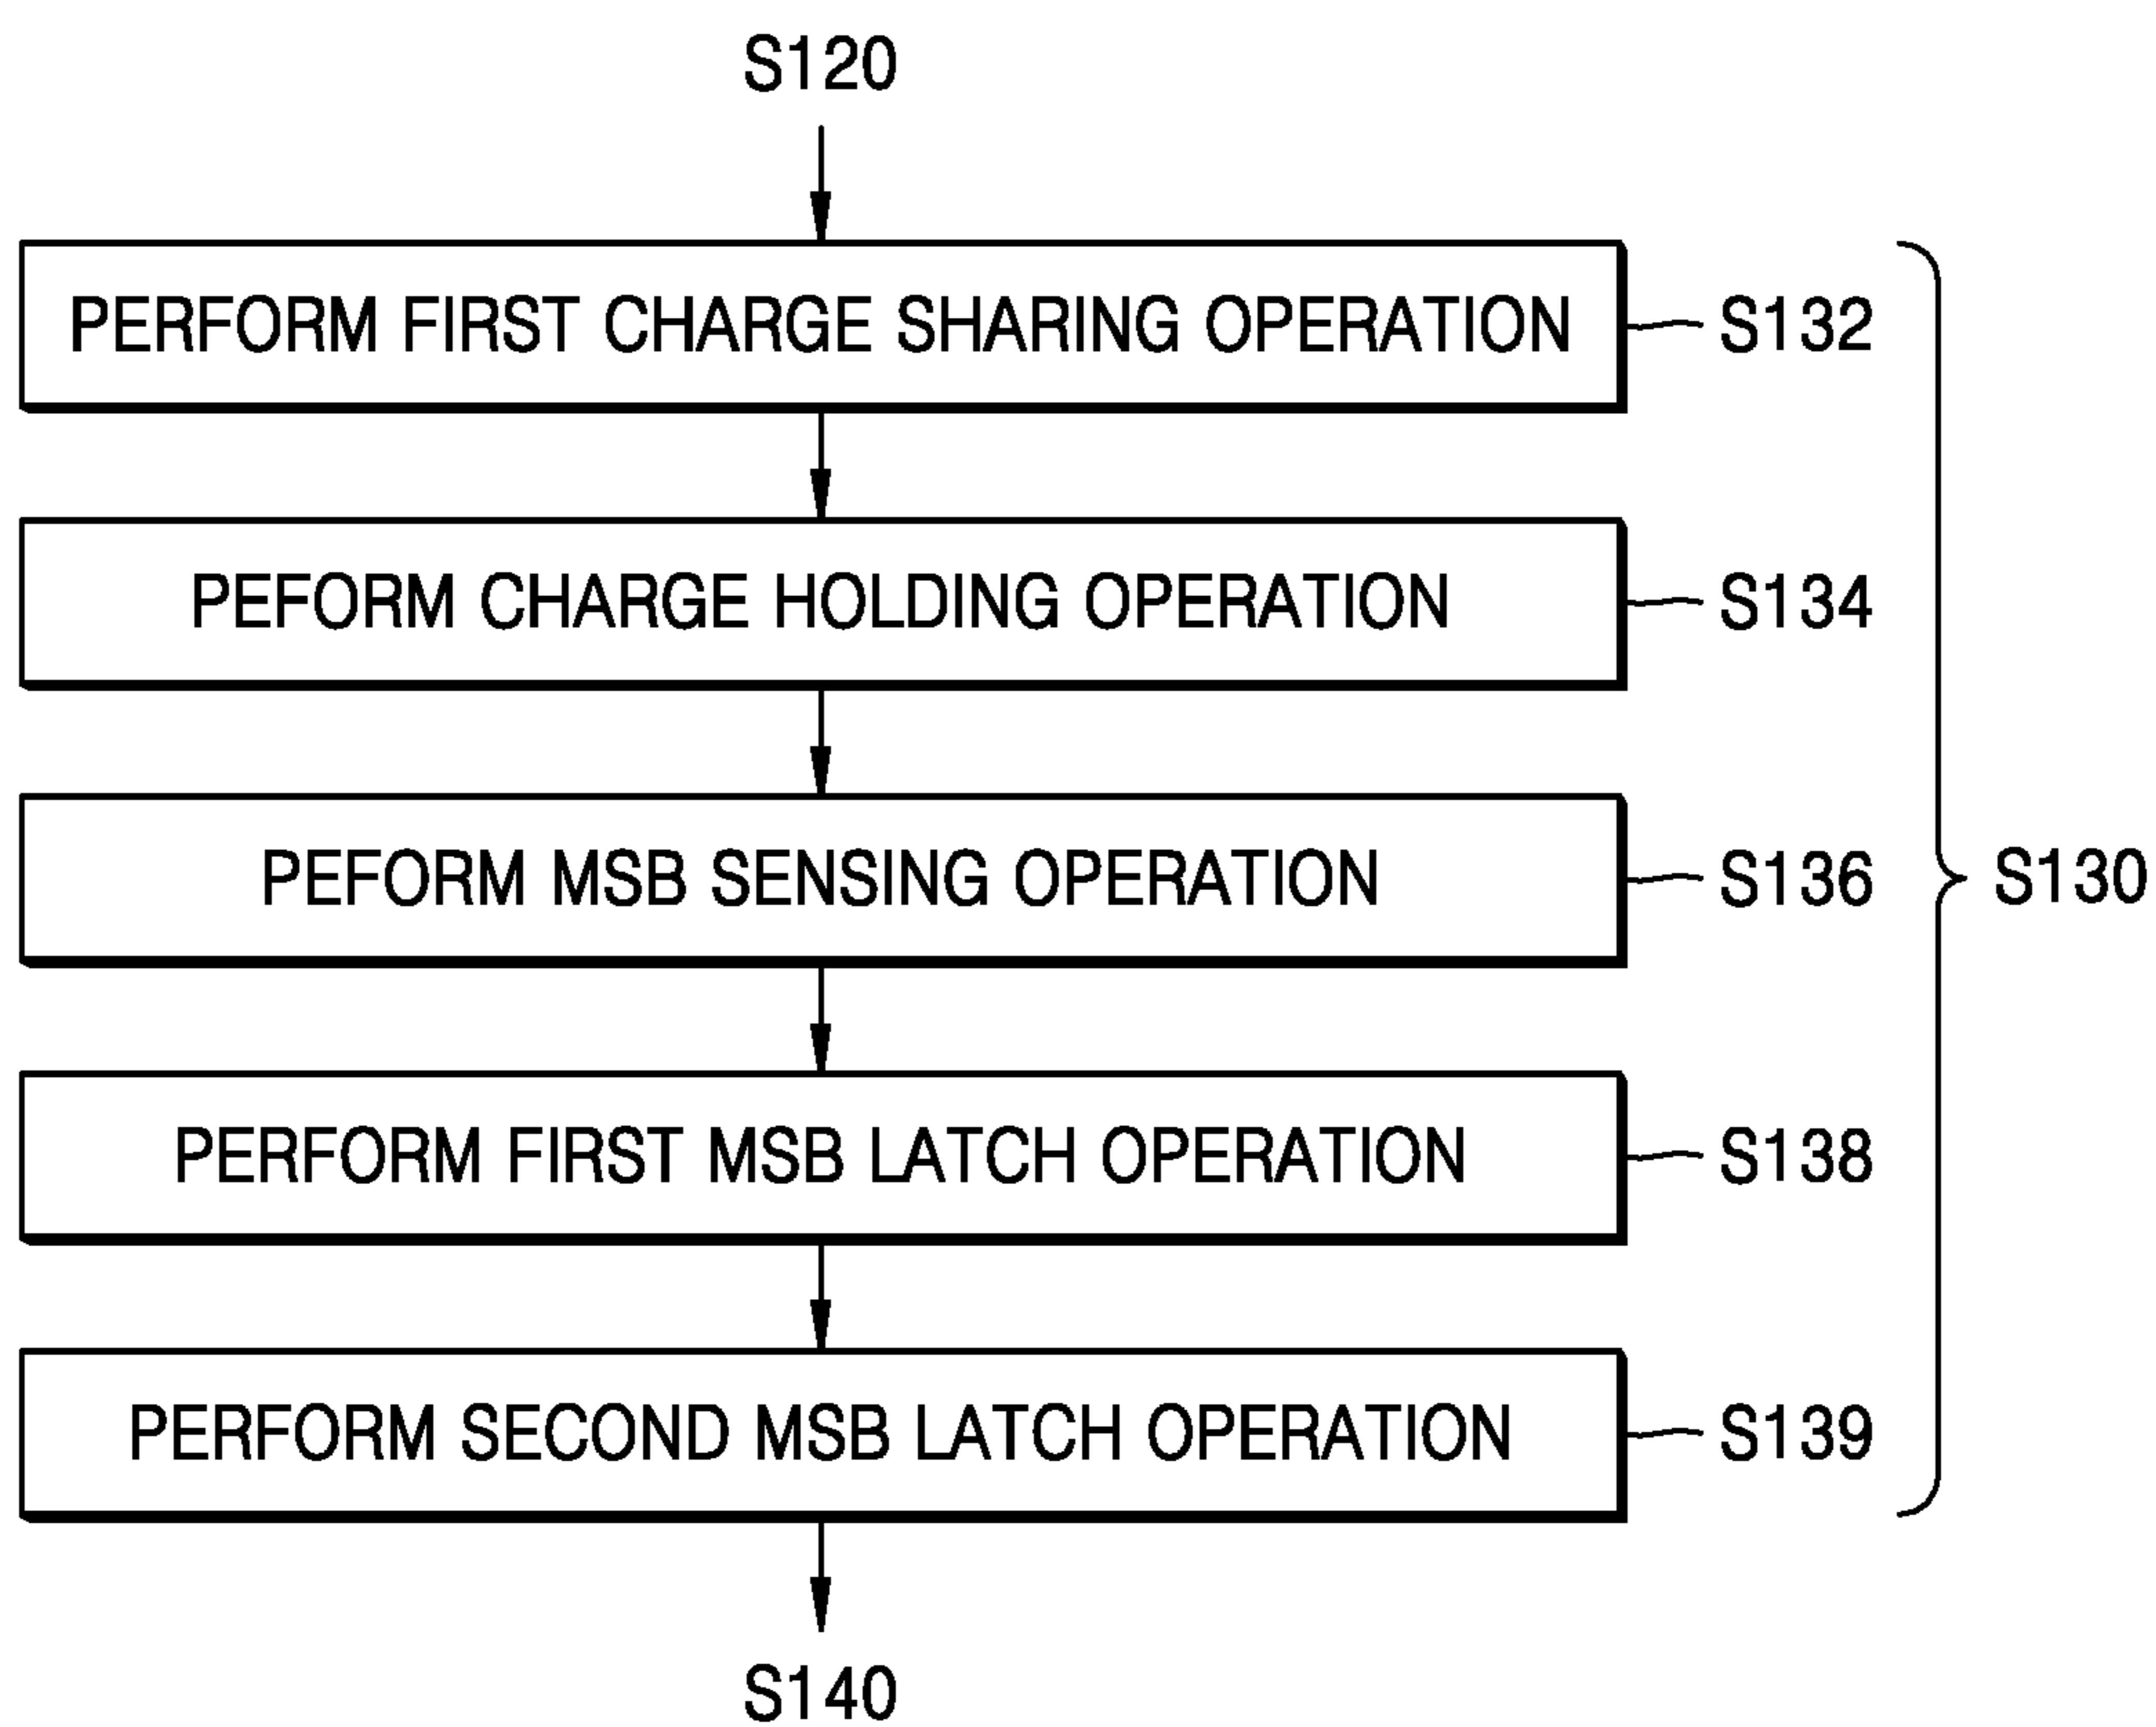 S120
PERFORM FIRST CHARGE SHARING OPERATION
S132
PEFORM CHARGE HOLDING OPERATION
S134
PEFORM MSB SENSING OPERATION
S136
S130
PERFORM FIRST MSB LATCH OPERATION
S138
PERFORM SECOND MSB LATCH OPERATION
S139
S140